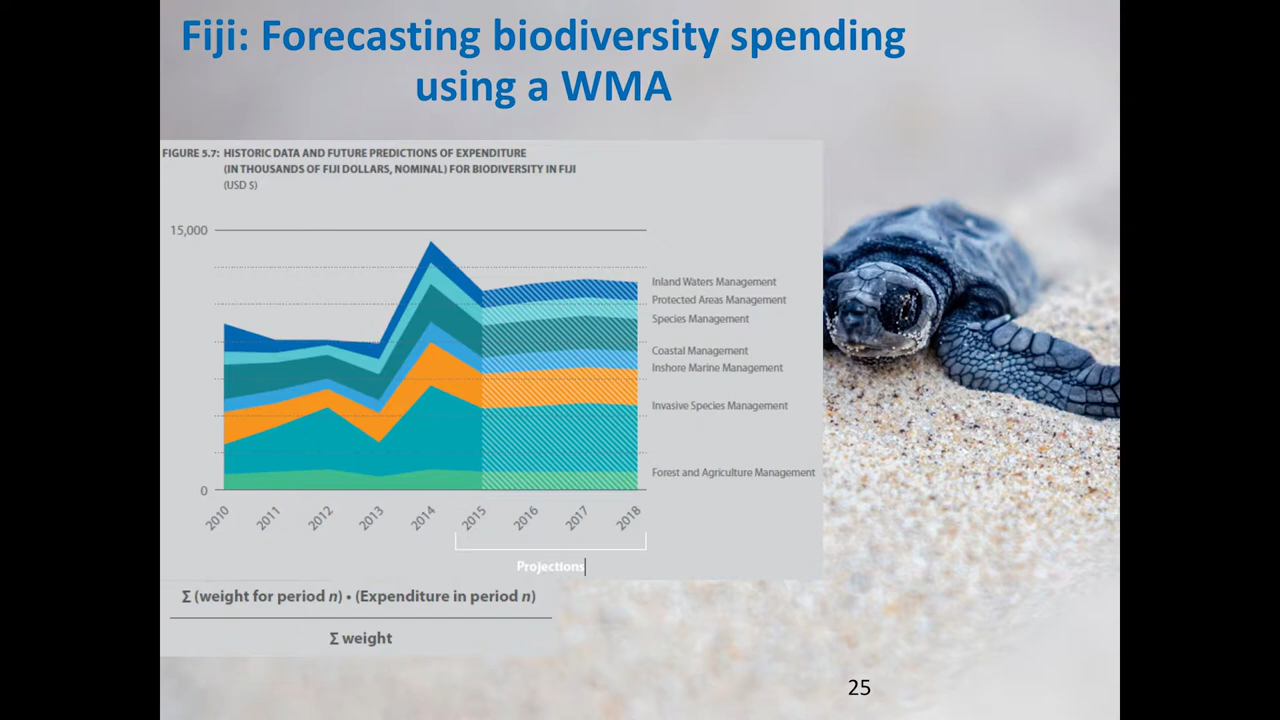 Fiji: Forecasting biodiversity spending
using a WMA
FIGURE 5.7: HISTORIC DATA AND FUTURE PREDICTIONS OF EXPENDITURE
(IN THOUSANDS OF FIJI DOLLARS, NOMINAL) FOR BIODIVERSITY IN FIJI
(USD $)
15,000
Inland Waters Management
Protected Areas Management
Species Management
Coastal Management
Inshore Marine Management
Invasive Species Management
Forest and Agriculture Management
0
2010
2011
2012
2013
2014
2015
2016
2017
2018
Projections
Σ (weight for period n) • (Expenditure in period n)
Σ weight
25